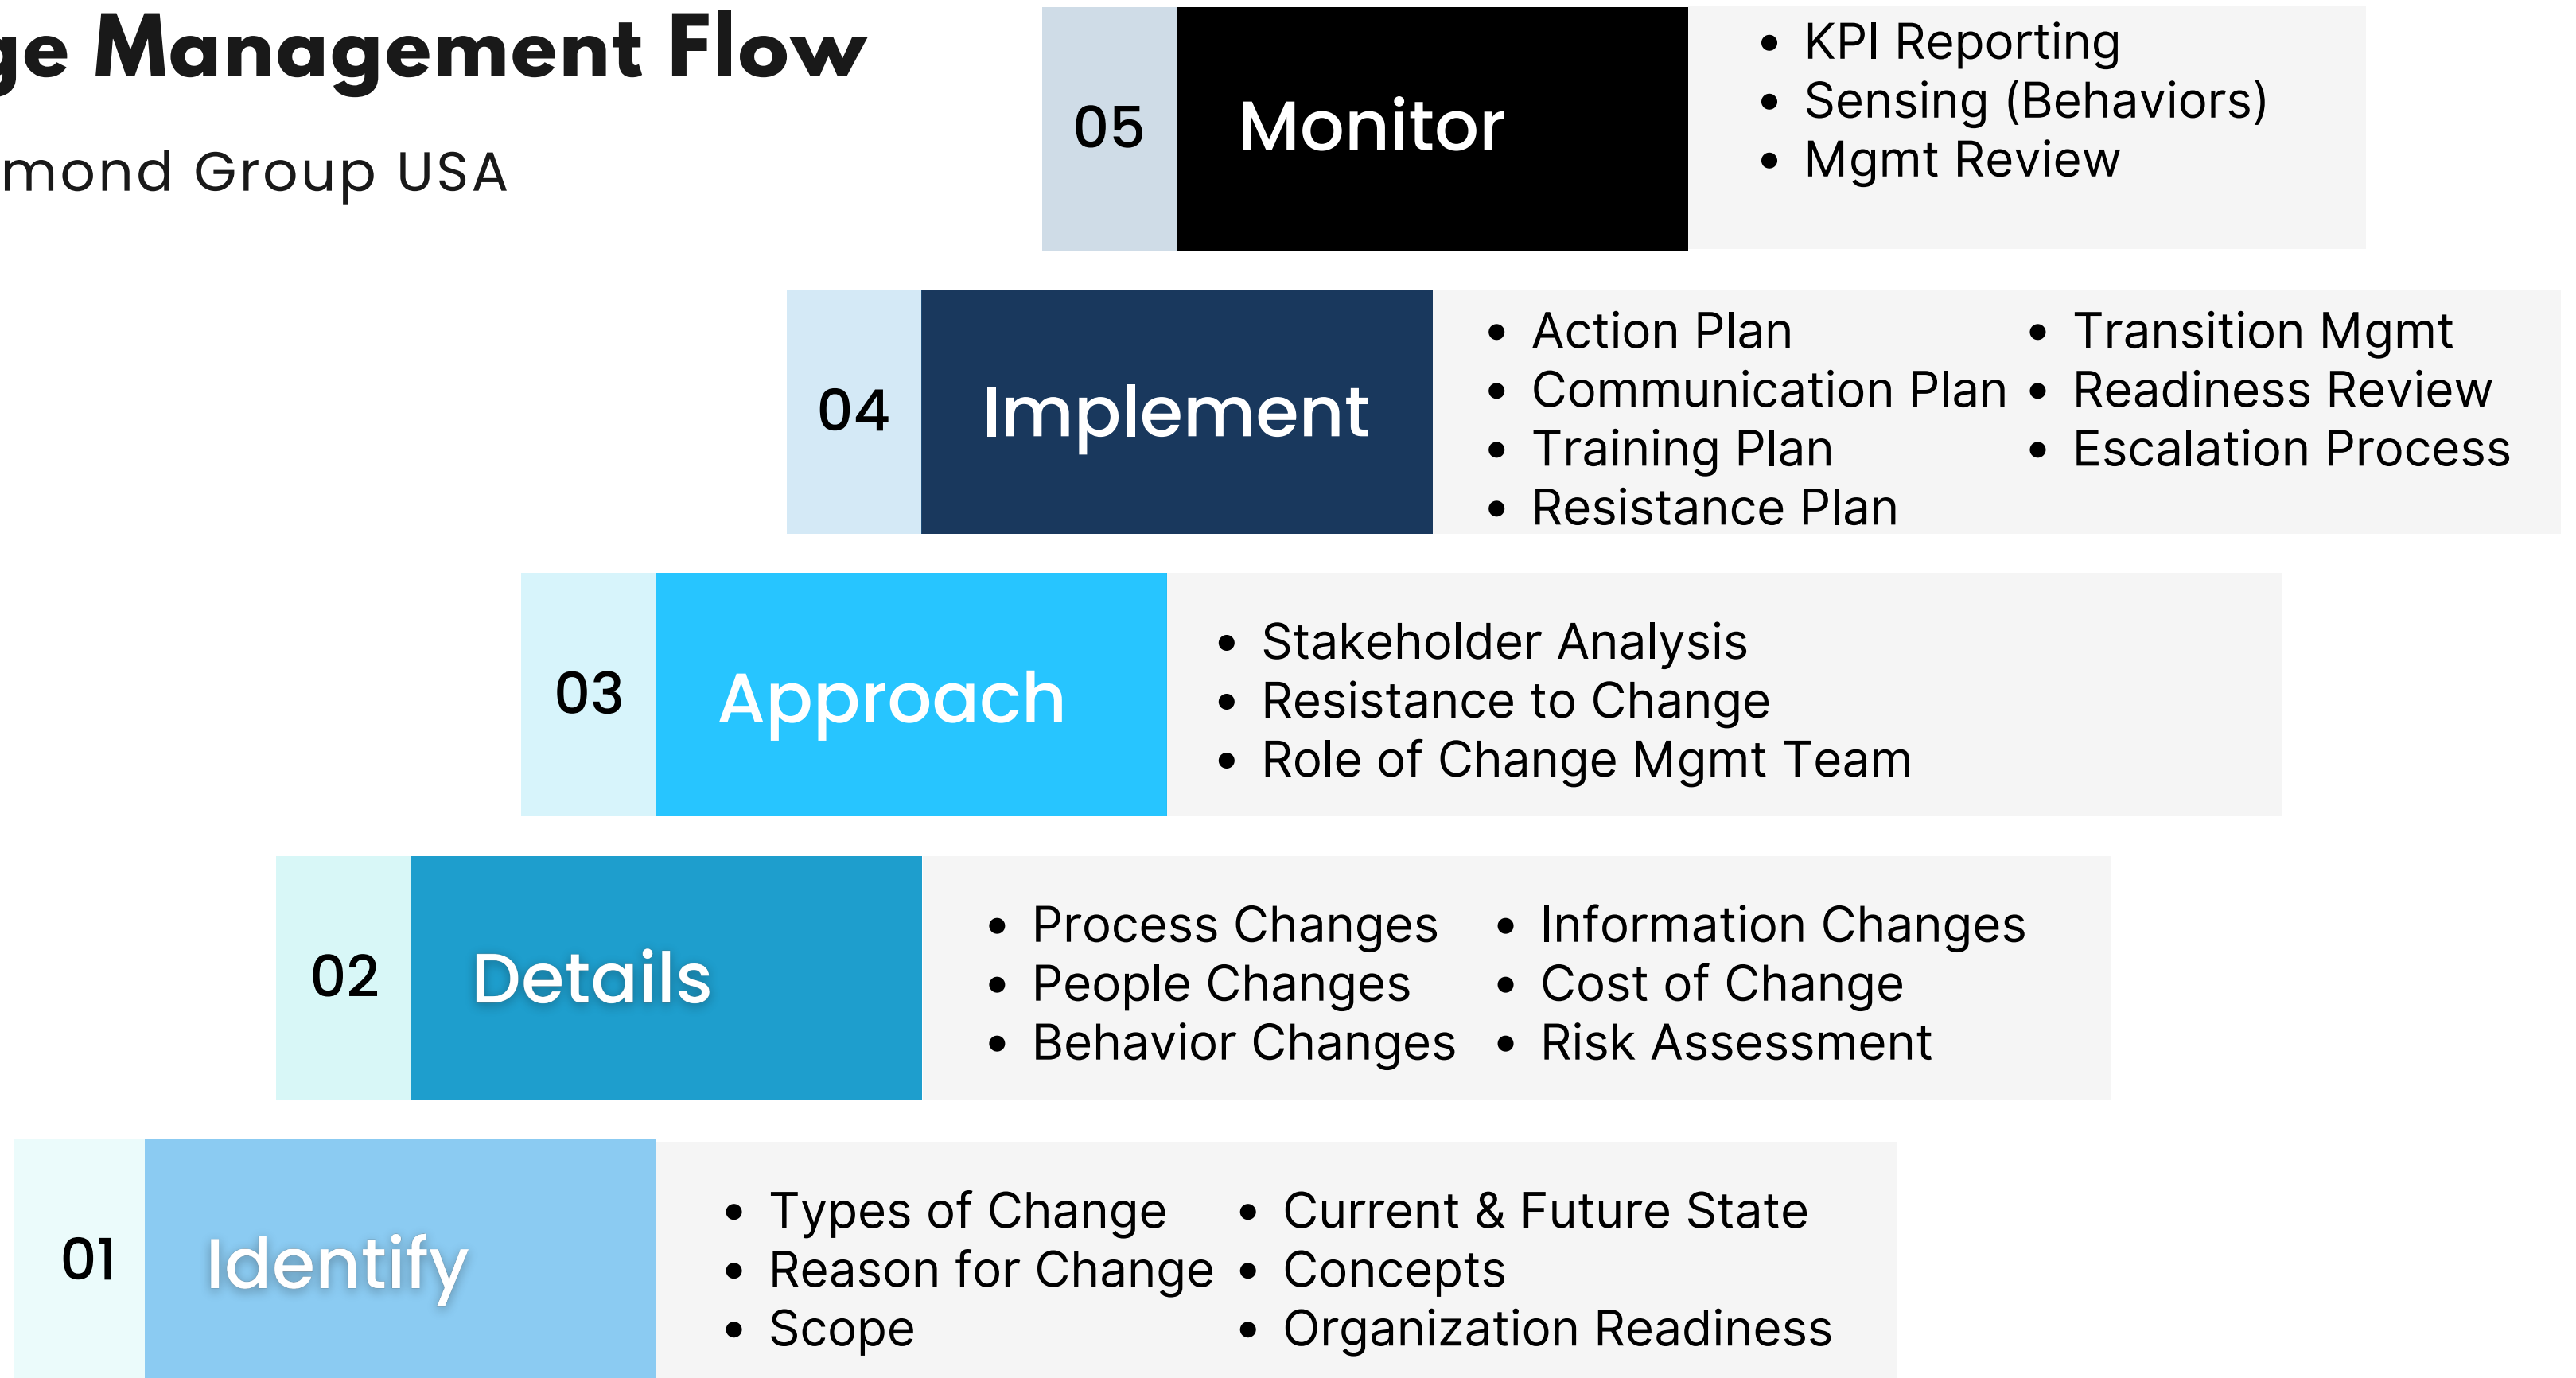 ge Management Flow
mond Group USA
05
Monitor
• KPI Reporting
• Sensing (Behaviors)
• Mgmt Review
04
Implement
• Action Plan
• Communication Plan
• Training Plan
• Resistance Plan
• Transition Mgmt
• Readiness Review
• Escalation Process
03
Approach
• Stakeholder Analysis
• Resistance to Change
• Role of Change Mgmt Team
02
Details
• Process Changes
• People Changes
• Behavior Changes
• Information Changes
• Cost of Change
• Risk Assessment
01
Identify
• Types of Change
• Reason for Change
• Scope
• Current & Future State
• Concepts
• Organization Readiness